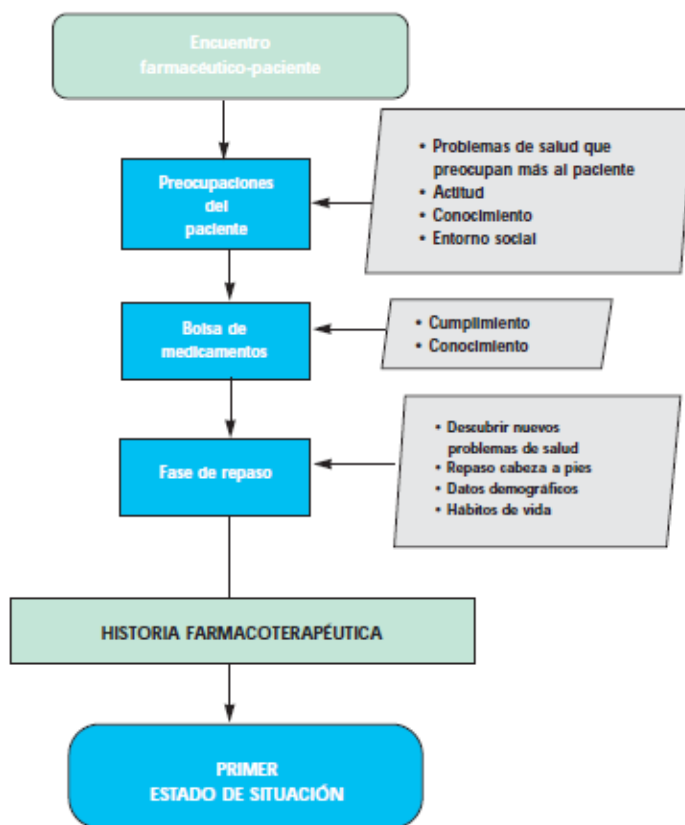 Encuentro
farmacéutico-paciente
Preocupaciones
del
paciente
• Problemas de salud que
preocupan más al paciente
• Actitud
• Conocimiento
• Entorno social
Bolsa de
medicamentos
• Cumplimiento
• Conocimiento
Fase de repaso
• Descubrir nuevos
problemas de salud
• Repaso cabeza a pies
• Datos demográficos
• Hábitos de vida
HISTORIA FARMACOTERAPÉUTICA
PRIMER
ESTADO DE SITUACIÓN